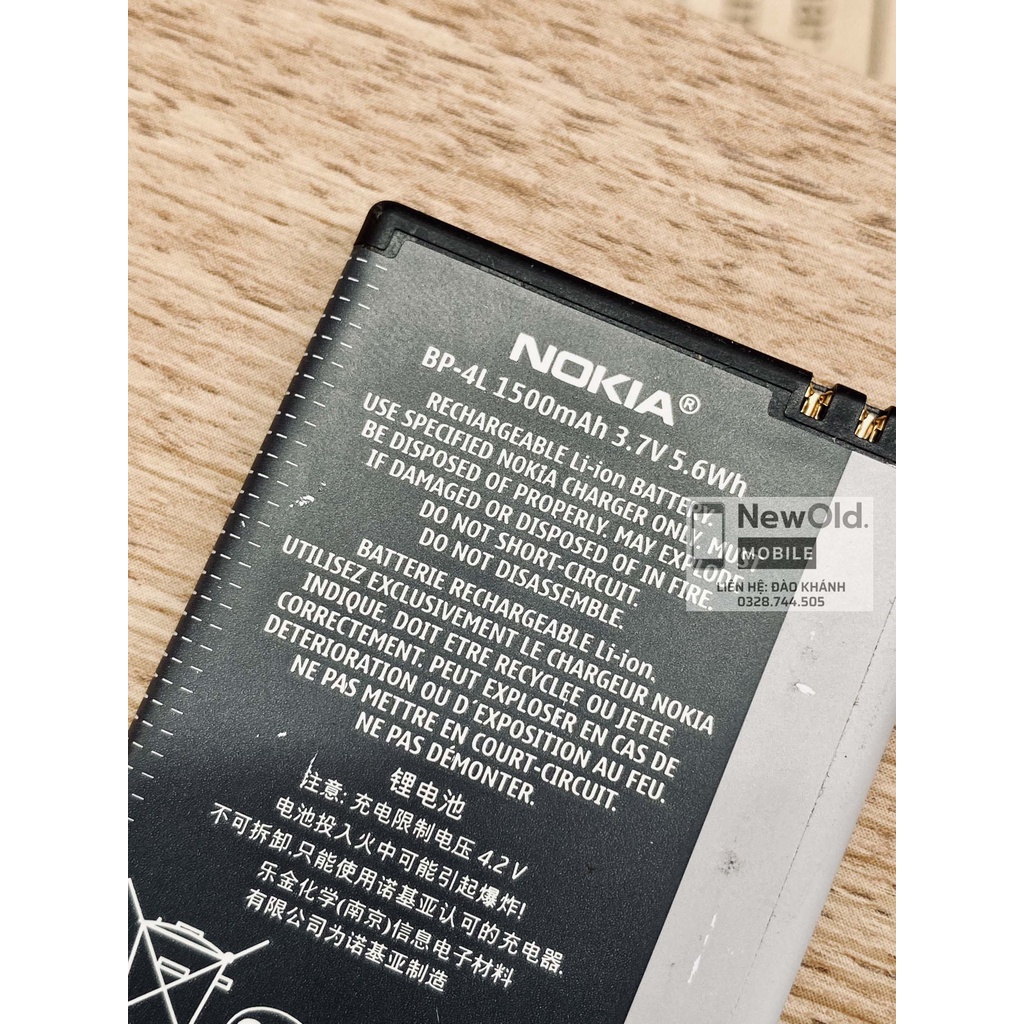 NOKIA®
BP-4L 1500mAh 3.7V 5.6Wh
RECHARGEABLE Li-ion BATTERY.
USE SPECIFIED NOKIA CHARGER ONLY. MUST
BE DISPOSED OF PROPERLY. MAY EXPLODE
IF DAMAGED OR DISPOSED OF IN FIRE.
DO NOT SHORT-CIRCUIT.
DO NOT DISASSEMBLE.
BATTERIE RECHARGEABLE Li-ion.
UTILISEZ EXCLUSIVEMENT LE CHARGEUR NOKIA
INDIQUE. DOIT ETRE RECYCLEE OU JETEE
CORRECTEMENT. PEUT EXPLOSER EN CAS DE
DETERIORATION OU D'EXPOSITION AU FEU.
NE PAS METTRE EN COURT-CIRCUIT.
NE PAS DÉMONTER.
锂电池
注意: 充电限制电压 4.2 V
电池投入火中可能引起爆炸!
不可拆卸,只能使用诺基亚认可的充电器.
乐金化学(南京)信息电子材料
有限公司为诺基亚制造
NewOld.
MOBILE
LIÊN HỆ: ĐÀO KHÁNH
0328.744.505